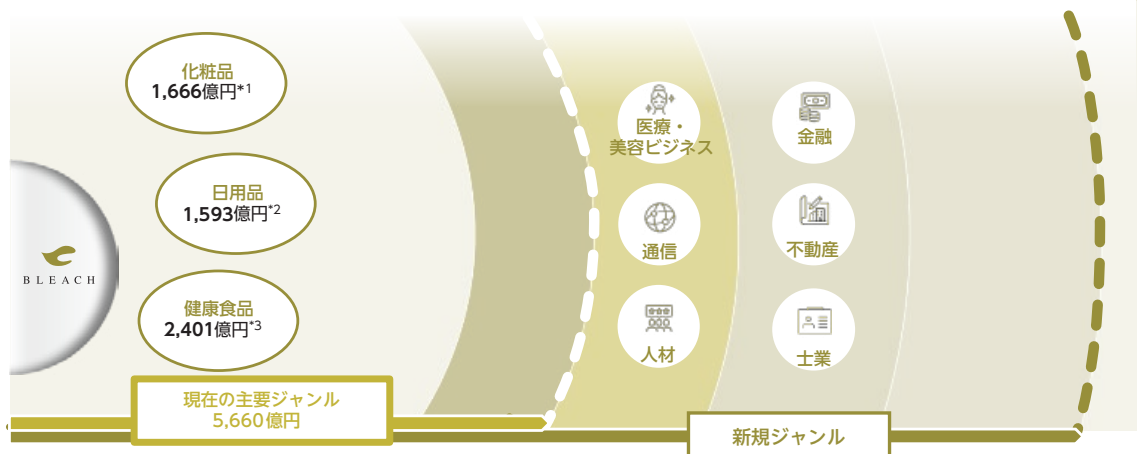 化粧品
1,666億円*1
日用品
1,593億円*2
健康食品
2,401億円*3
BLEACH
現在の主要ジャンル
5,660億円
医療・
美容ビジネス
通信
人材
金融
不動産
士業
新規ジャンル